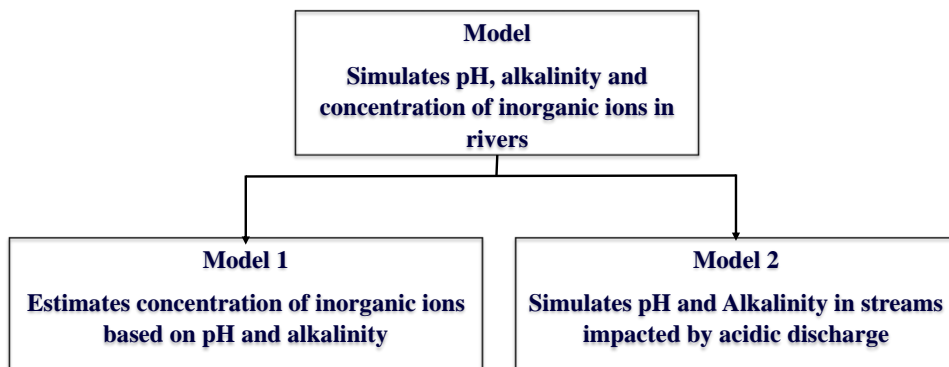 Model
Simulates pH, alkalinity and
concentration of inorganic ions in
rivers
Model 1
Estimates concentration of inorganic ions
based on pH and alkalinity
Model 2
Simulates pH and Alkalinity in streams
impacted by acidic discharge